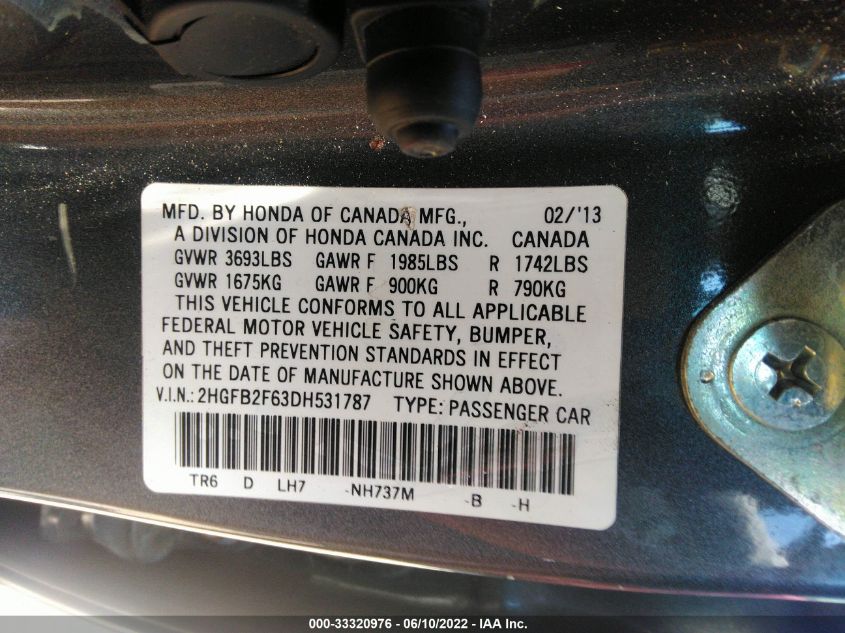 MFD. BY HONDA OF CANADA MFG., 02/'13
A DIVISION OF HONDA CANADA INC. CANADA
GVWR 3693LBS GAWR F 1985LBS R 1742LBS
GVWR 1675KG GAWR F 900KG R 790KG
THIS VEHICLE CONFORMS TO ALL APPLICABLE
FEDERAL MOTOR VEHICLE SAFETY, BUMPER,
AND THEFT PREVENTION STANDARDS IN EFFECT
ON THE DATE OF MANUFACTURE SHOWN ABOVE.
V.I.N.: 2HGFB2F63DH531787 TYPE: PASSENGER CAR
TR6 D LH7 -NH737M -B -H
000-33320976 - 06/10/2022 - IAA Inc.